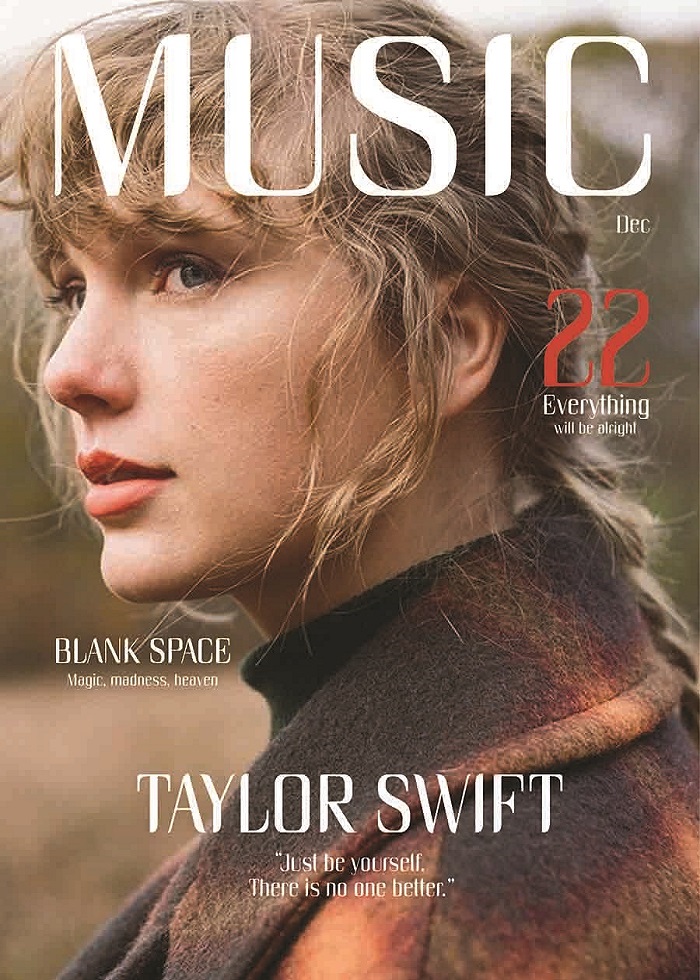 MUSIC
Dec
22
Everything
will be alright
BLANK SPACE
Magic, madness, heaven
TAYLOR SWIFT
“Just be yourself.
There is no one better.”